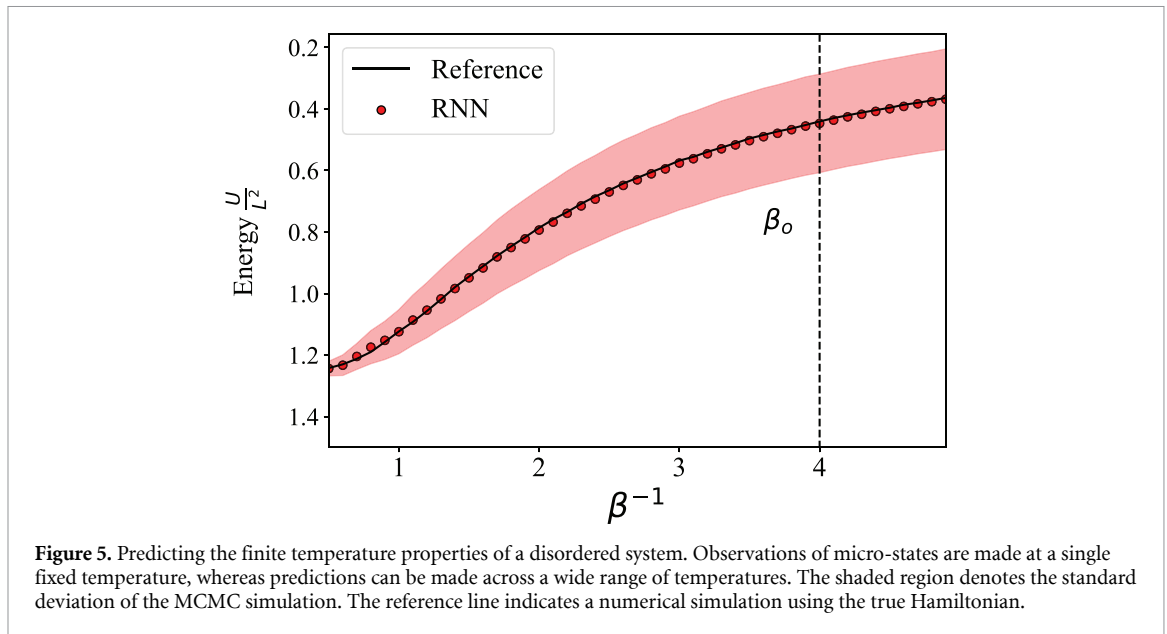 0.2
0.4
0.6
0.8
1.0
1.2
1.4
Energy U/L²
Reference
RNN
βₒ
1 2 3 4
β⁻¹
Figure 5. Predicting the finite temperature properties of a disordered system. Observations of micro-states are made at a single
fixed temperature, whereas predictions can be made across a wide range of temperatures. The shaded region denotes the standard
deviation of the MCMC simulation. The reference line indicates a numerical simulation using the true Hamiltonian.